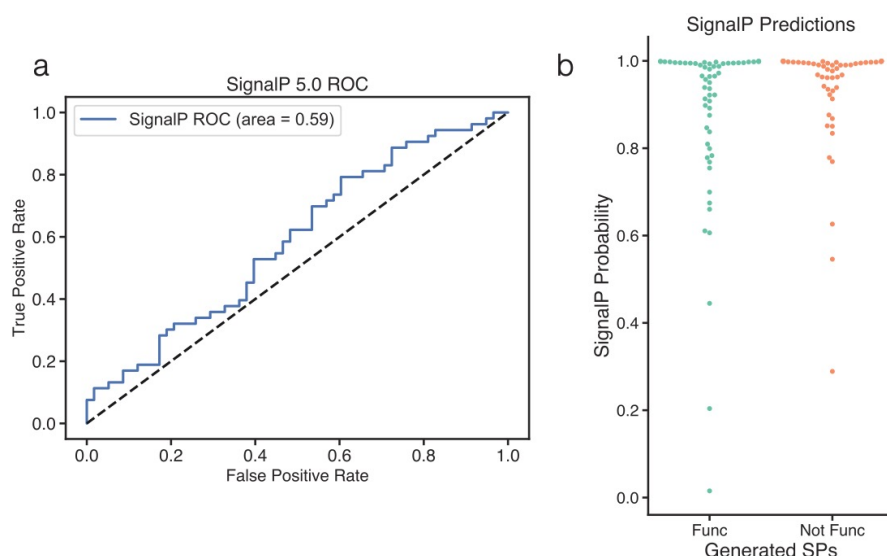 a
SignalP 5.0 ROC
SignalP ROC (area = 0.59)
True Positive Rate
1.0
0.8
0.6
0.4
0.2
0.0
0.0 0.2 0.4 0.6 0.8 1.0
False Positive Rate
b
SignalP Predictions
SignalP Probability
1.0
0.8
0.6
0.4
0.2
0.0
Func Not Func
Generated SPs